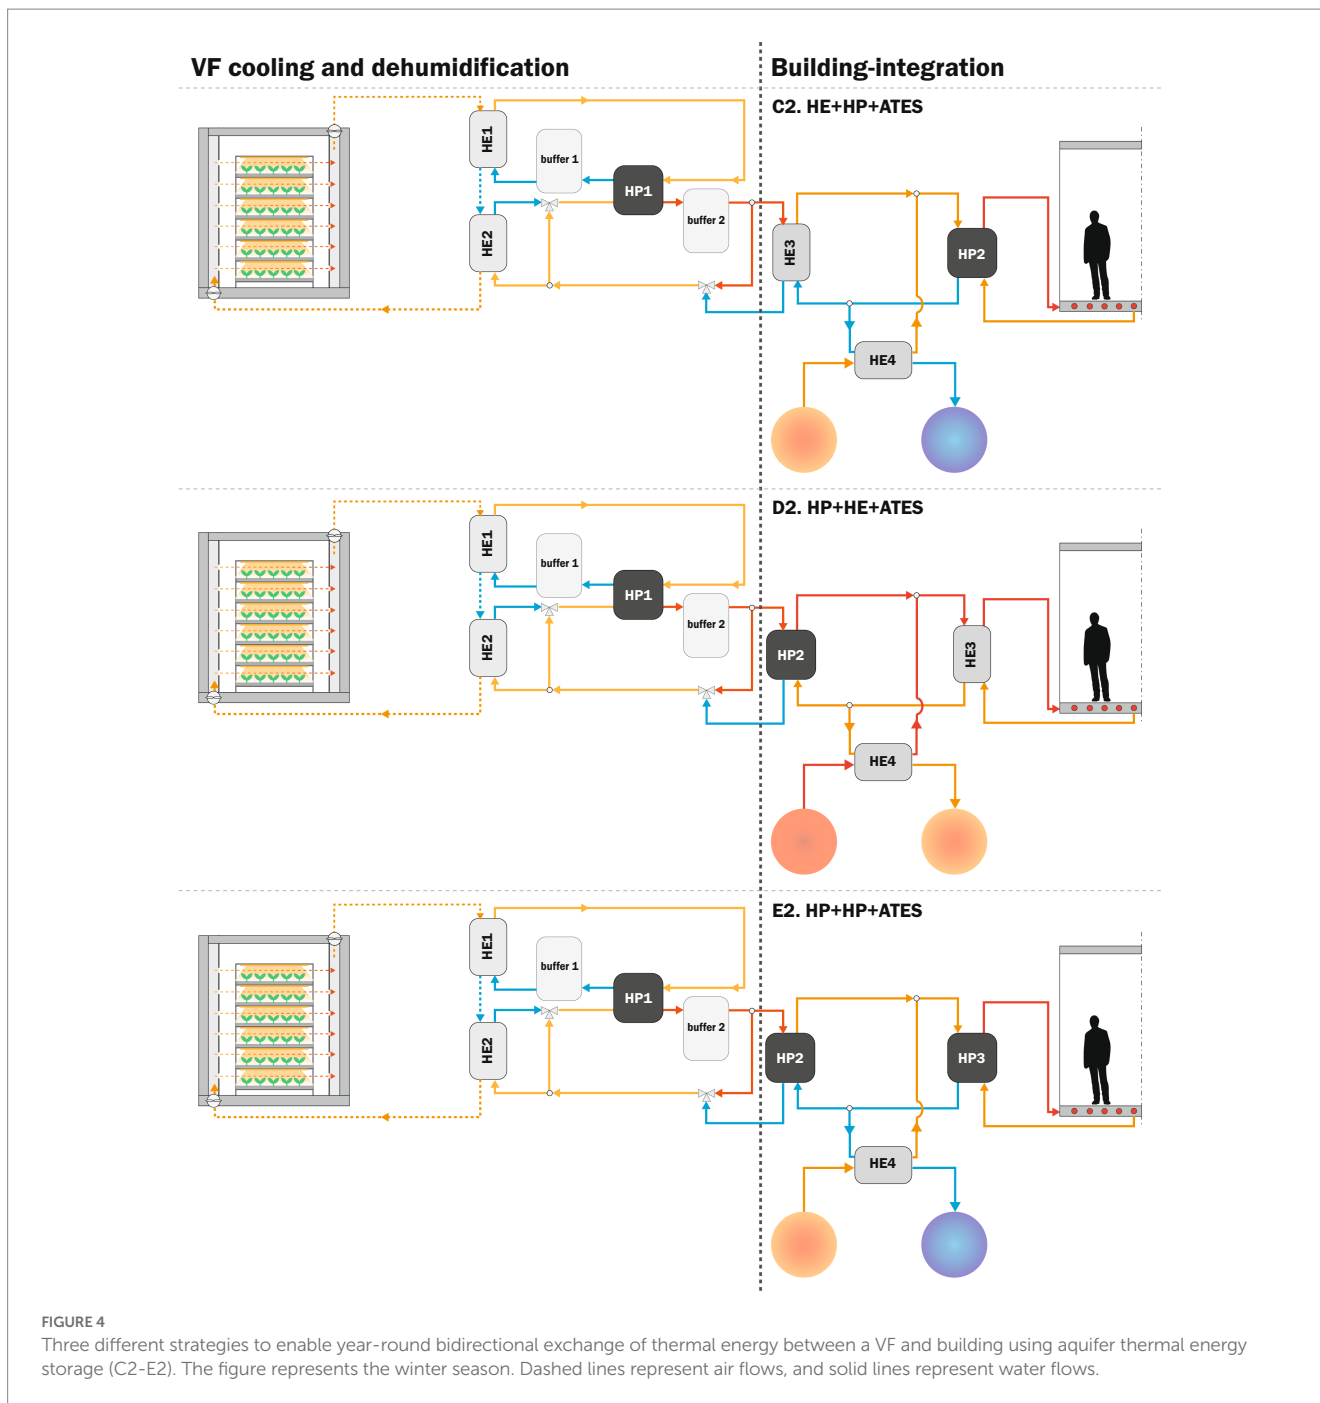 VF cooling and dehumidification
Building-integration
C2. HE+HP+ATES
HE1
buffer 1
HP1
buffer 2
HE2
HE3
HP2
HE4
D2. HP+HE+ATES
HE1
buffer 1
HP1
buffer 2
HE2
HP2
HE3
HE4
E2. HP+HP+ATES
HE1
buffer 1
HP1
buffer 2
HE2
HP2
HP3
HE4
FIGURE 4
Three different strategies to enable year-round bidirectional exchange of thermal energy between a VF and building using aquifer thermal energy
storage (C2-E2). The figure represents the winter season. Dashed lines represent air flows, and solid lines represent water flows.